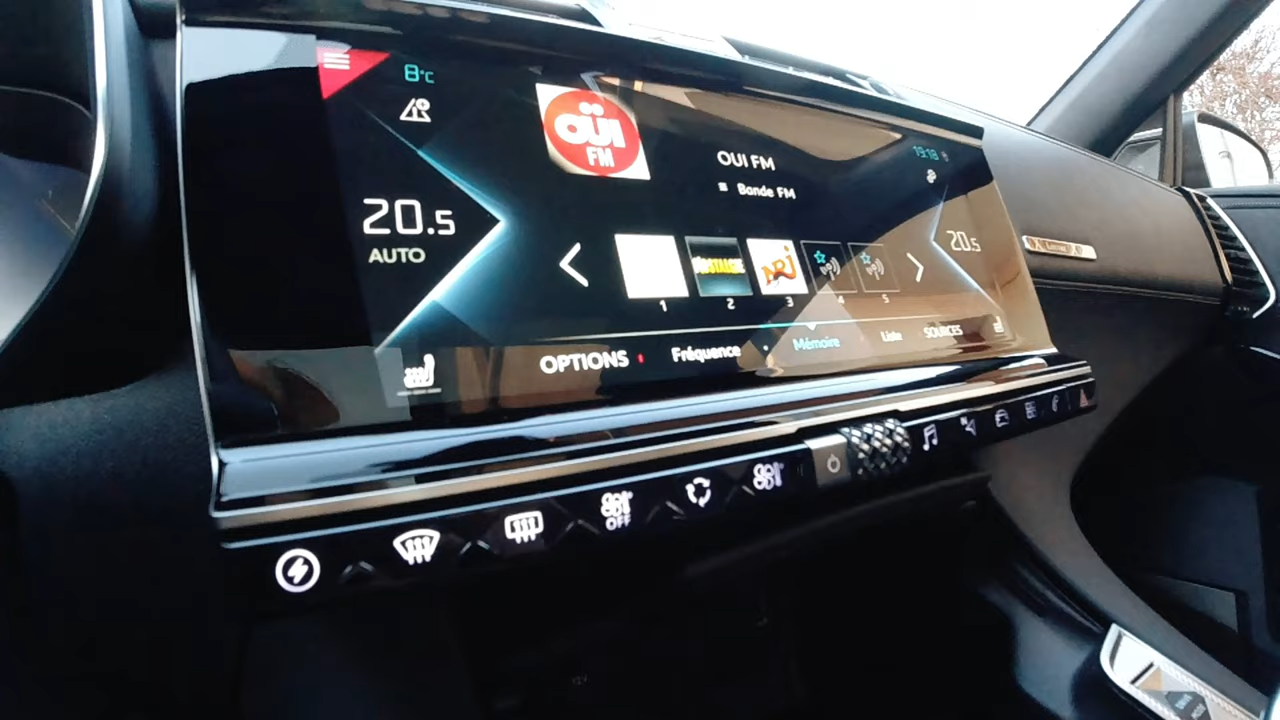 8°C
OUI FM
19:18
OÜI
FM
Bande FM
20.5
AUTO
20.5
NOSTALGIE
NRJ
1 2 3 4 5
OPTIONS Fréquence Mémoire Liste SOURCES
OFF